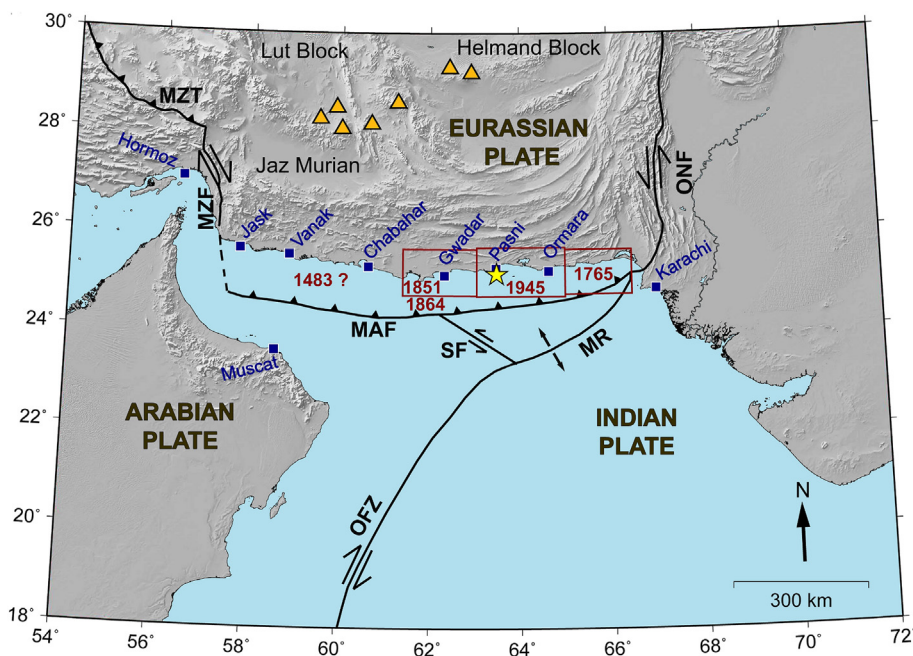 30°
28°
26°
24°
22°
20°
18°
54°
56°
58°
60°
62°
64°
66°
68°
70°
72°
Lut Block
Helmand Block
MZT
EURASSIAN
PLATE
Hormoz
Jaz Murian
ONF
MZF
Jask
Vanak
Chabahar
Gwadar
Pasni
Ormara
Karachi
1483 ?
1851
1864
1945
1765
MAF
SF
MR
Muscat
ARABIAN
PLATE
INDIAN
PLATE
OFZ
N
300 km